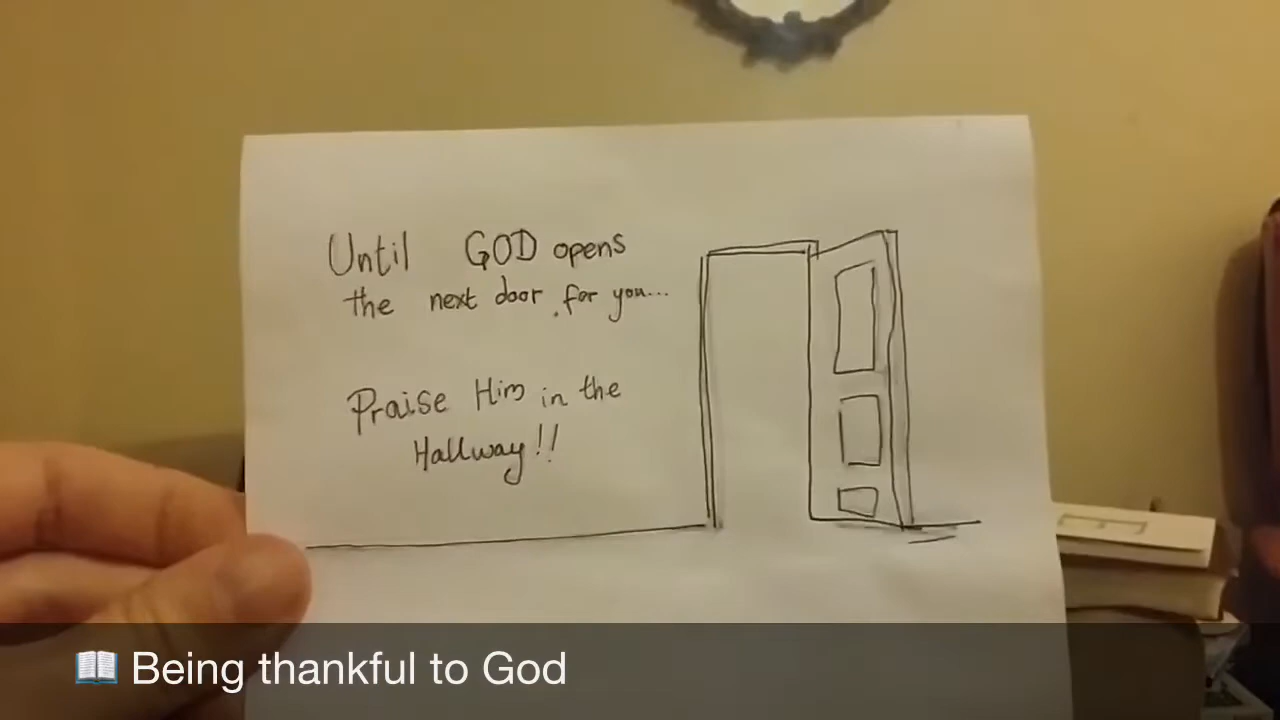 Until GOD opens
the next door for you...
Praise Him in the
Hallway!!
📖 Being thankful to God